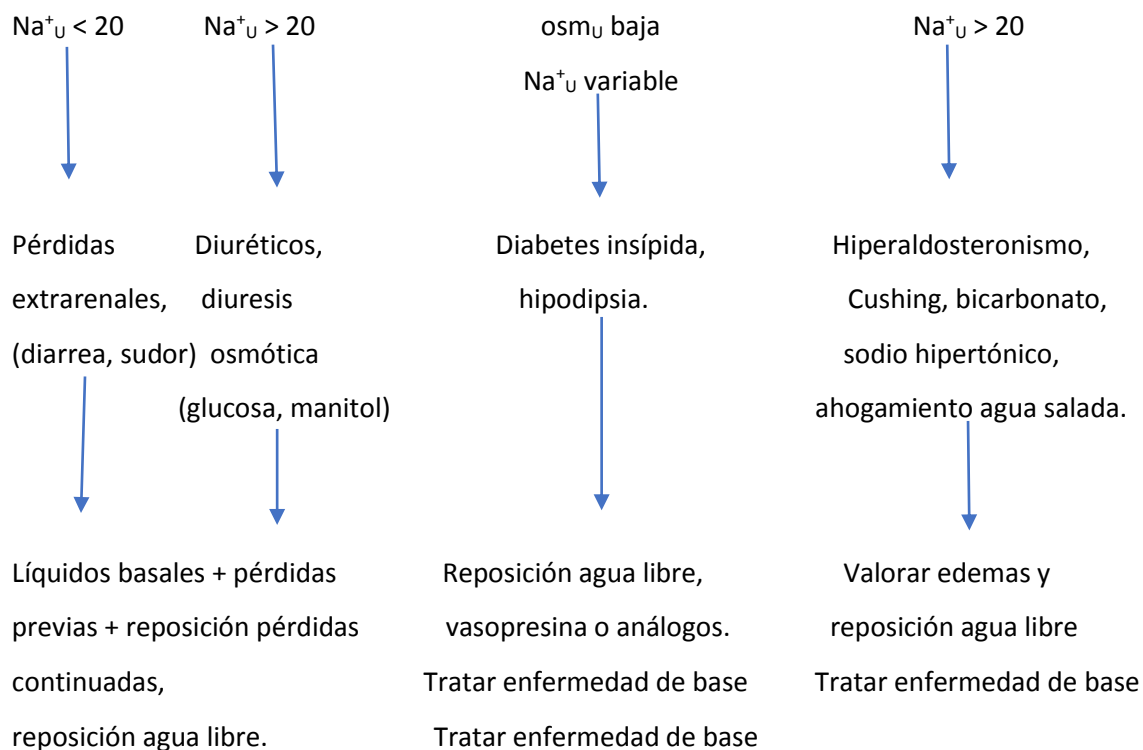 Na⁺U < 20 Na⁺U > 20 osmU baja Na⁺U > 20
Na⁺U variable
Pérdidas Diuréticos, Diabetes insípida, Hiperaldosteronismo,
extrarenales, diuresis hipodipsia. Cushing, bicarbonato,
(diarrea, sudor) osmótica sodio hipertónico,
(glucosa, manitol) ahogamiento agua salada.
Líquidos basales + pérdidas Reposición agua libre, Valorar edemas y
previas + reposición pérdidas vasopresina o análogos. reposición agua libre
continuadas, Tratar enfermedad de base Tratar enfermedad de base
reposición agua libre. Tratar enfermedad de base